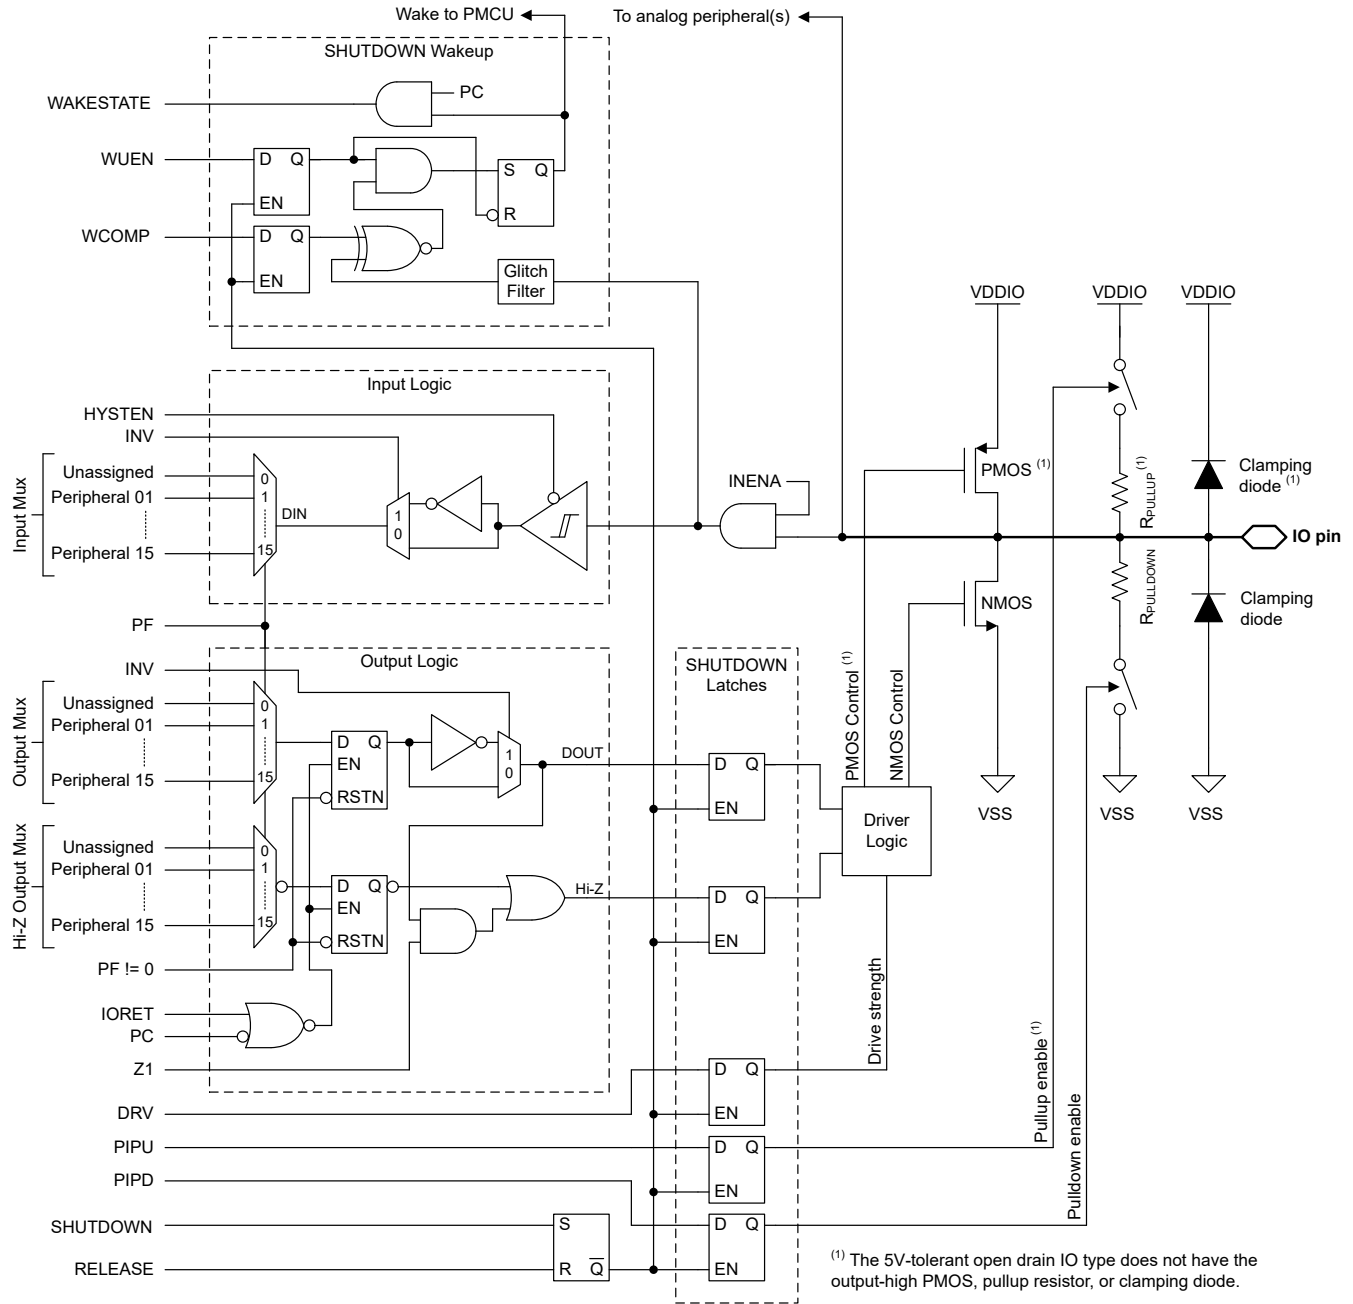 Wake to PMCU
To analog peripheral(s)
SHUTDOWN Wakeup
WAKESTATE
PC
WUEN
D Q
EN
S Q
R
WCOMP
D Q
EN
Glitch
Filter
VDDIO
VDDIO
VDDIO
Input Logic
HYSTEN
INV
Input Mux
Unassigned
Peripheral 01
Peripheral 15
0
1
15
DIN
1
0
INENA
PMOS (1)
RPULLUP (1)
Clamping
diode (1)
IO pin
NMOS
RPULLDOWN
Clamping
diode
PF
INV
Output Logic
SHUTDOWN
Latches
PMOS Control (1)
NMOS Control
Output Mux
Unassigned
Peripheral 01
Peripheral 15
0
1
15
D Q
EN
RSTN
1
0
DOUT
D Q
EN
Driver
Logic
VSS
VSS
VSS
Hi-Z Output Mux
Unassigned
Peripheral 01
Peripheral 15
0
1
15
D Q
EN
RSTN
Hi-Z
D Q
EN
PF != 0
IORET
PC
Z1
Drive strength
Pullup enable (1)
Pulldown enable
DRV
D Q
EN
PIPU
D Q
EN
PIPD
D Q
EN
SHUTDOWN
RELEASE
S
R Q̅
(1) The 5V-tolerant open drain IO type does not have the
output-high PMOS, pullup resistor, or clamping diode.